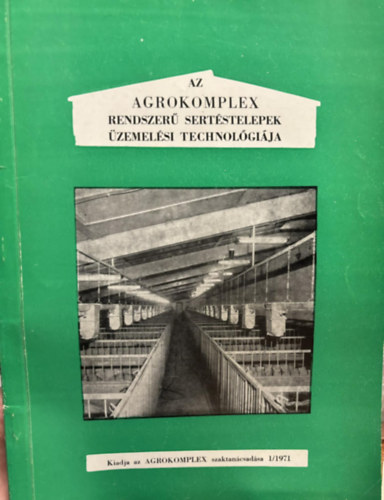 AZ
AGROKOMPLEX
RENDSZERŰ SERTÉSTELEPEK
ÜZEMELÉSI TECHNOLÓGIÁJA
Kiadja az AGROKOMPLEX szaktanácsadása 1/1971